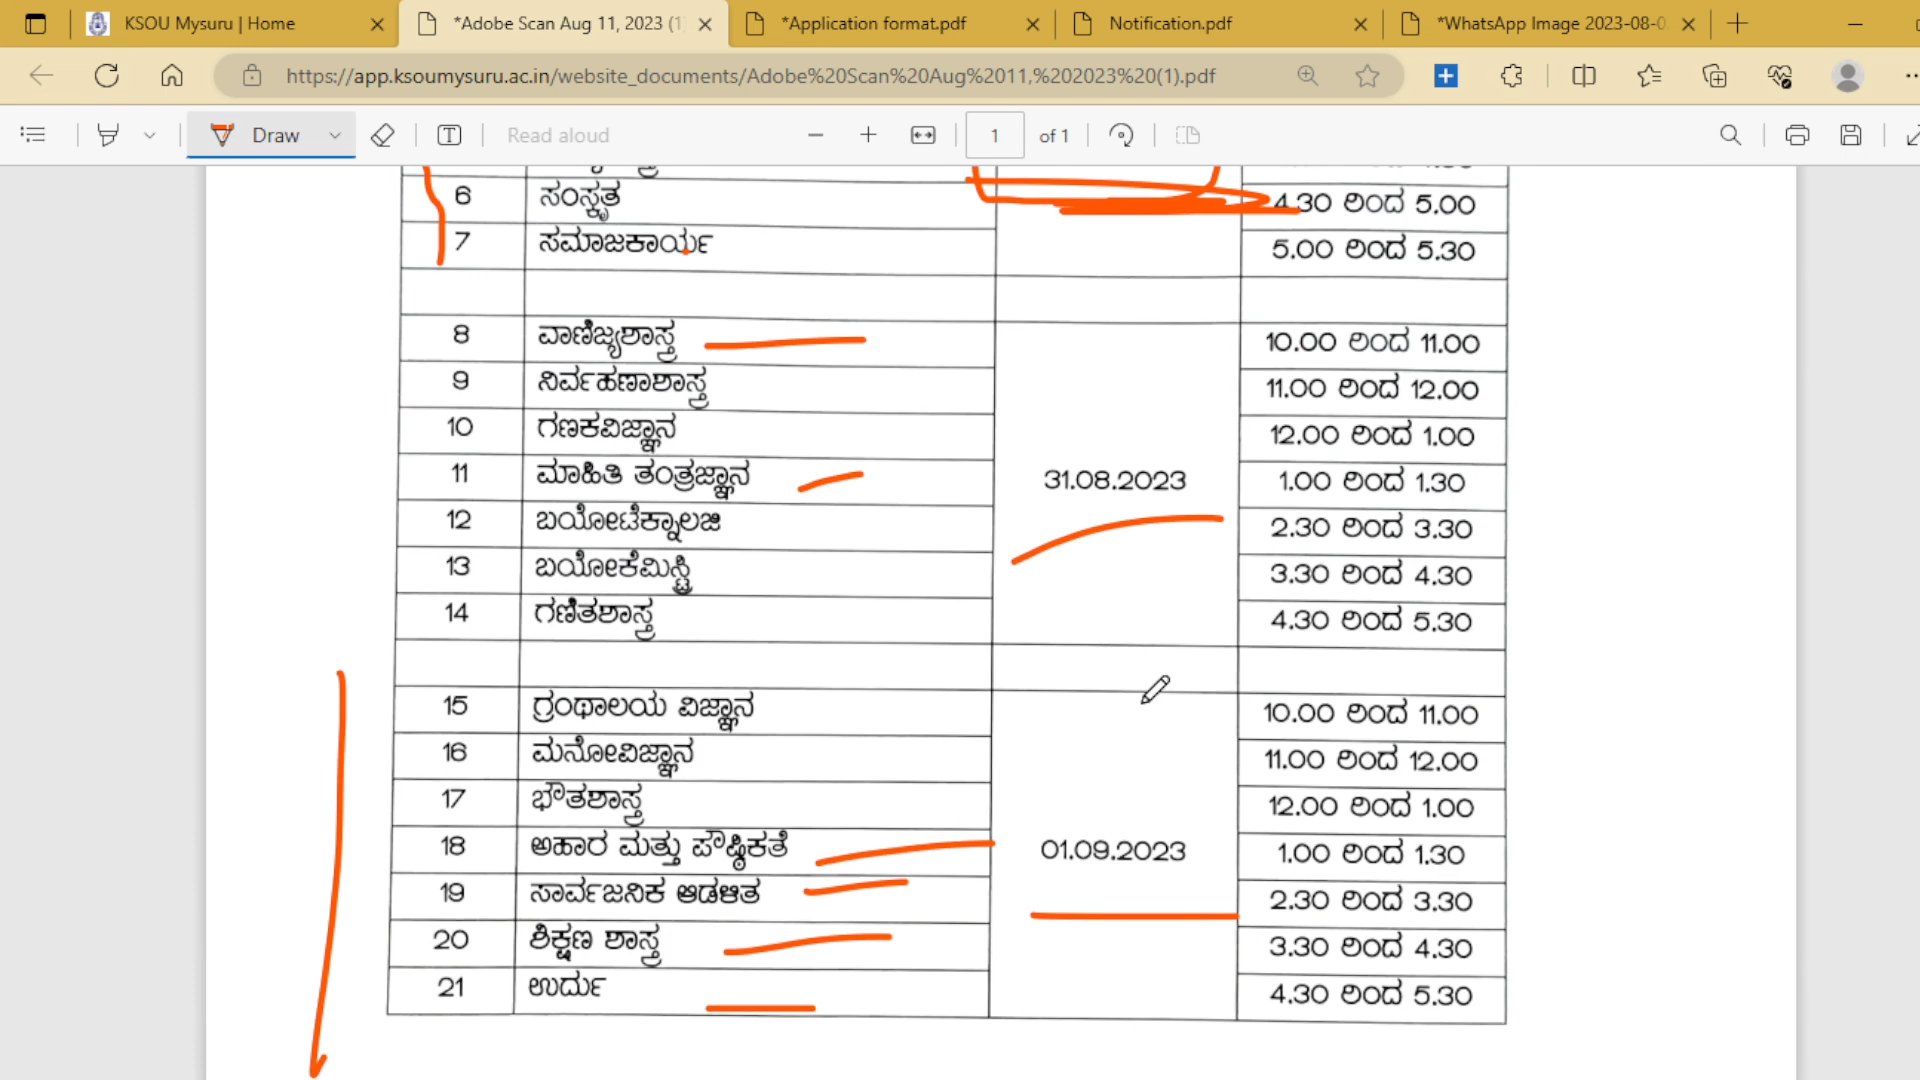 KSOU Mysuru | Home
*Adobe Scan Aug 11, 2023 (1)
*Application format.pdf
Notification.pdf
*WhatsApp Image 2023-08-0
https://app.ksoumysuru.ac.in/website_documents/Adobe%20Scan%20Aug%2011,%202023%20(1).pdf
Draw
Read aloud
1 of 1
6 ಸಂಸ್ಕೃತ 4.30 ರಿಂದ 5.00
7 ಸಮಾಜಕಾರ್ಯ 5.00 ರಿಂದ 5.30
8 ವಾಣಿಜ್ಯಶಾಸ್ತ್ರ 10.00 ರಿಂದ 11.00
9 ನಿರ್ವಹಣಾಶಾಸ್ತ್ರ 11.00 ರಿಂದ 12.00
10 ಗಣಕವಿಜ್ಞಾನ 12.00 ರಿಂದ 1.00
11 ಮಾಹಿತಿ ತಂತ್ರಜ್ಞಾನ 31.08.2023 1.00 ರಿಂದ 1.30
12 ಬಯೋಟೆಕ್ನಾಲಜಿ 2.30 ರಿಂದ 3.30
13 ಬಯೋಕೆಮಿಸ್ಟ್ರಿ 3.30 ರಿಂದ 4.30
14 ಗಣಿತಶಾಸ್ತ್ರ 4.30 ರಿಂದ 5.30
15 ಗ್ರಂಥಾಲಯ ವಿಜ್ಞಾನ 10.00 ರಿಂದ 11.00
16 ಮನೋವಿಜ್ಞಾನ 11.00 ರಿಂದ 12.00
17 ಭೌತಶಾಸ್ತ್ರ 12.00 ರಿಂದ 1.00
18 ಆಹಾರ ಮತ್ತು ಪೌಷ್ಠಿಕತೆ 01.09.2023 1.00 ರಿಂದ 1.30
19 ಸಾರ್ವಜನಿಕ ಆಡಳಿತ 2.30 ರಿಂದ 3.30
20 ಶಿಕ್ಷಣ ಶಾಸ್ತ್ರ 3.30 ರಿಂದ 4.30
21 ಉರ್ದು 4.30 ರಿಂದ 5.30